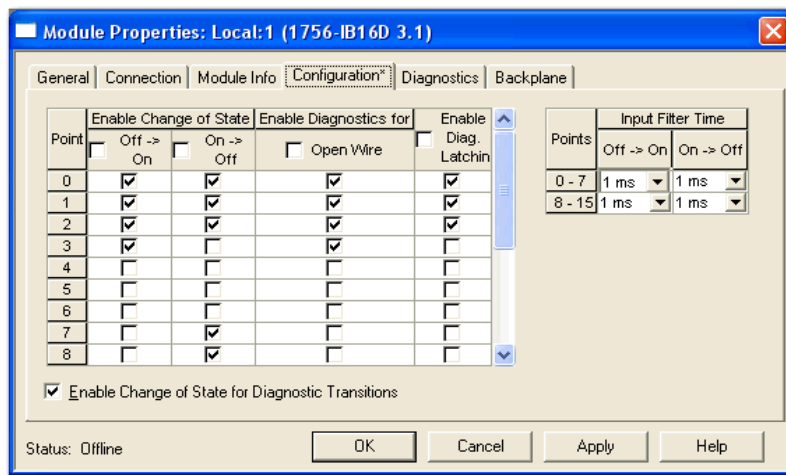 Module Properties: Local:1 (1756-IB16D 3.1)
General Connection Module Info Configuration* Diagnostics Backplane
Point
Enable Change of State
Off ->
On
On ->
Off
Enable Diagnostics for
Open Wire
Enable
Diag.
Latchin
0
1
2
3
4
5
6
7
8
Points
Input Filter Time
Off -> On On -> Off
0 - 7 1 ms 1 ms
8 - 15 1 ms 1 ms
Enable Change of State for Diagnostic Transitions
Status: Offline
OK Cancel Apply Help